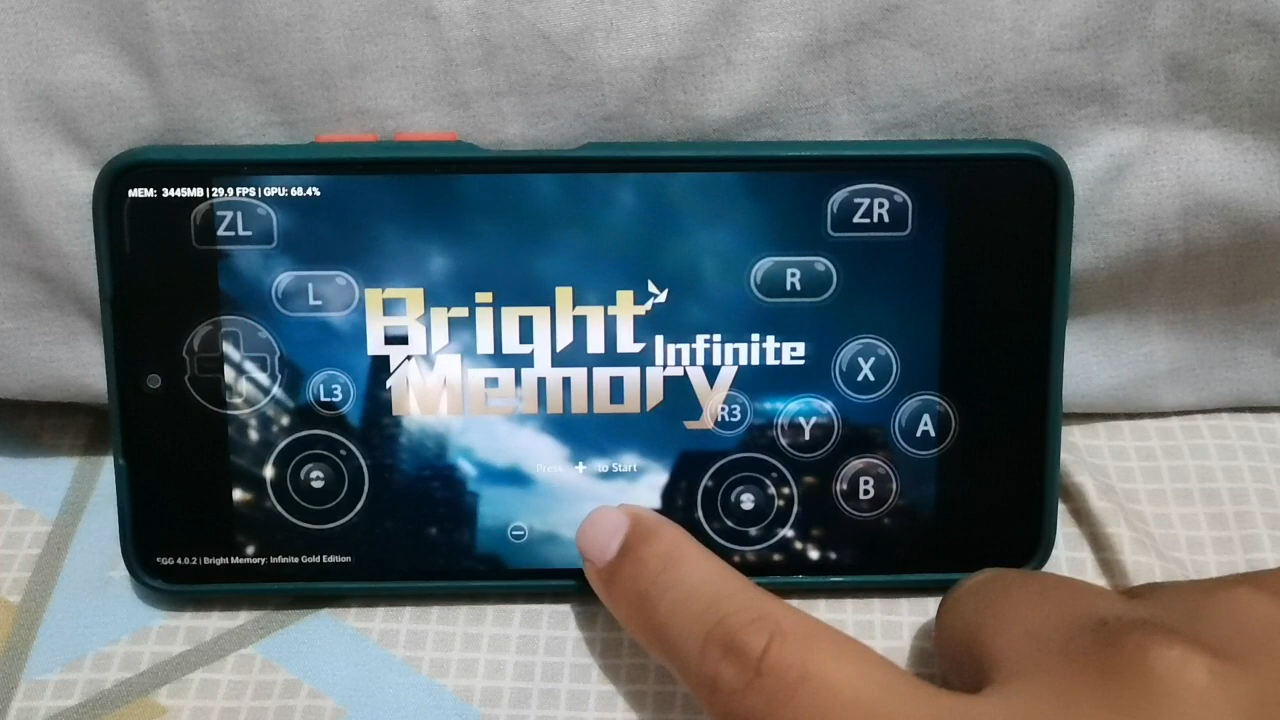 MEM: 3445MB | 29.9 FPS | GPU: 68.4%
ZL
ZR
L
R
Bright
Infinite
Memory
L3
R3
X
Y
A
B
Press + to Start
EGG 4.0.2 | Bright Memory: Infinite Gold Edition